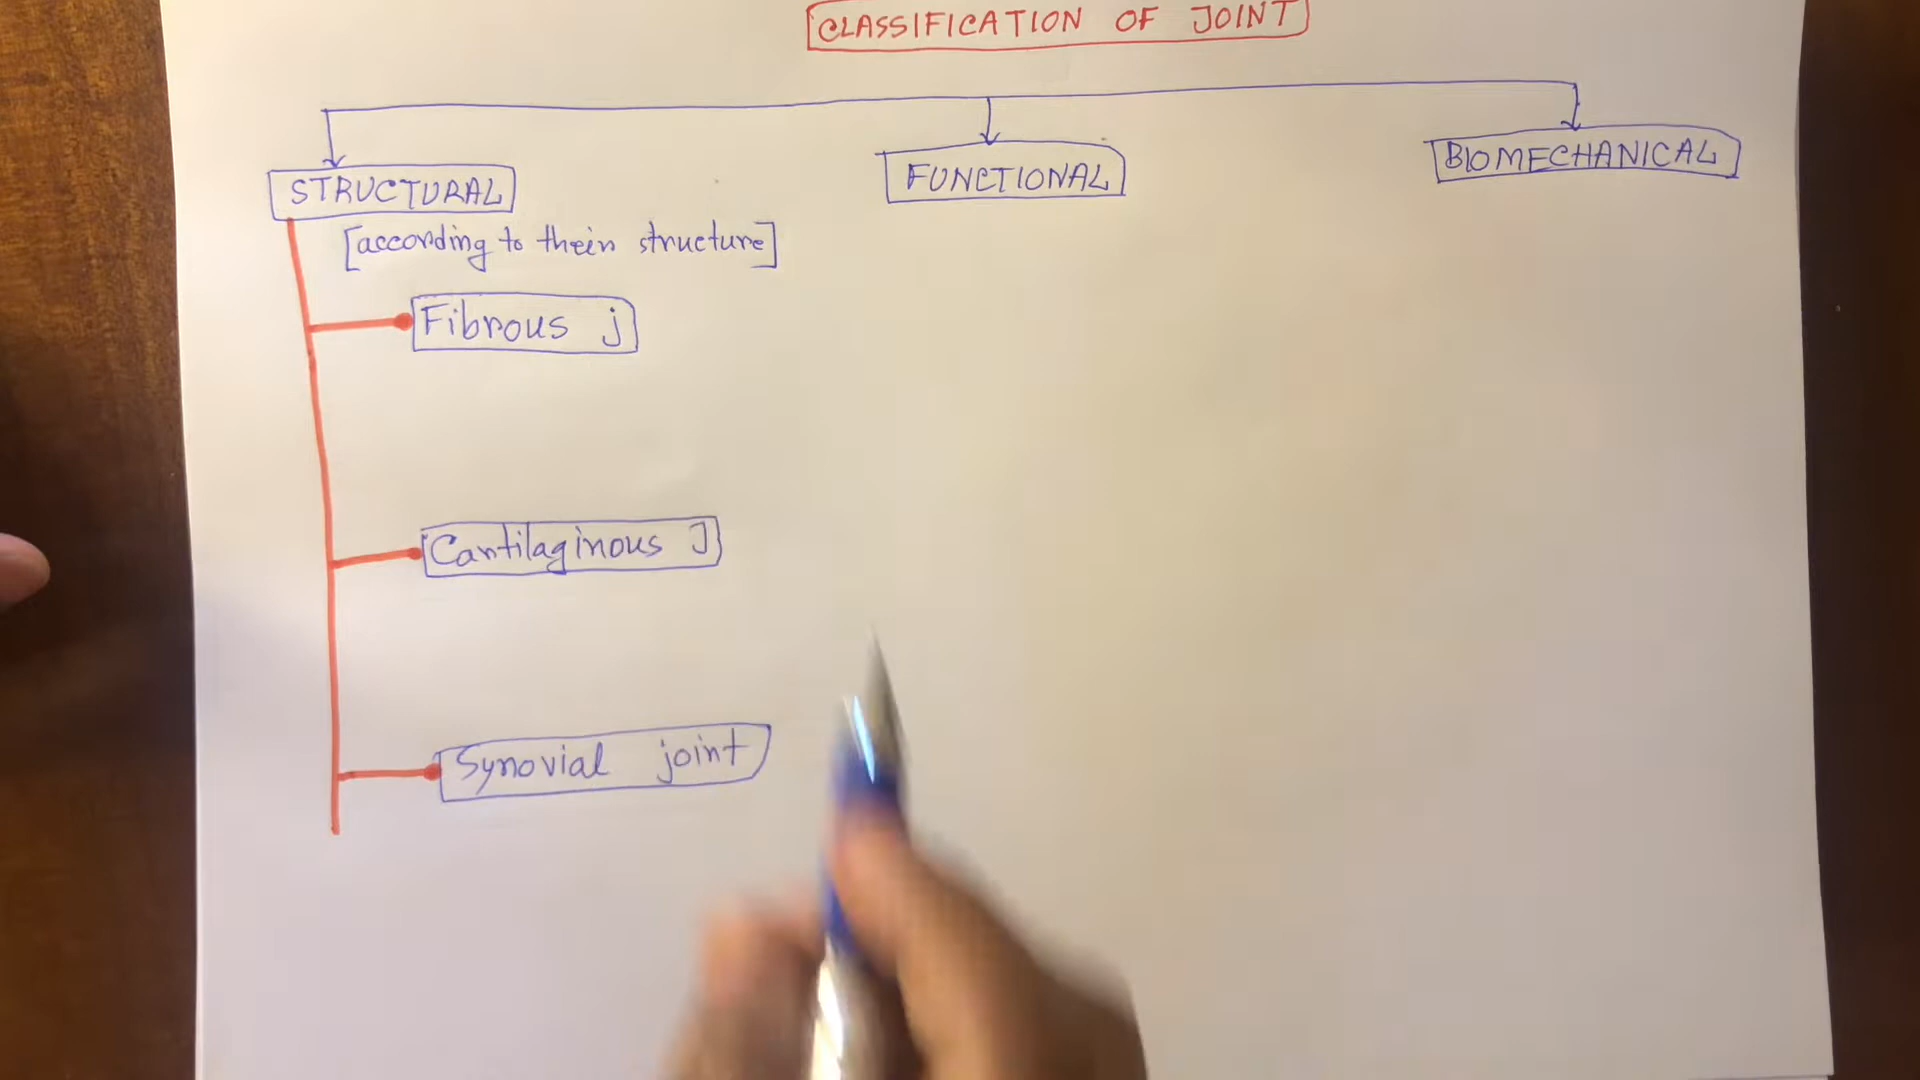 CLASSIFICATION OF JOINT
STRUCTURAL
FUNCTIONAL
BIOMECHANICAL
[according to their structure]
Fibrous j
Cartilaginous J
Synovial joint